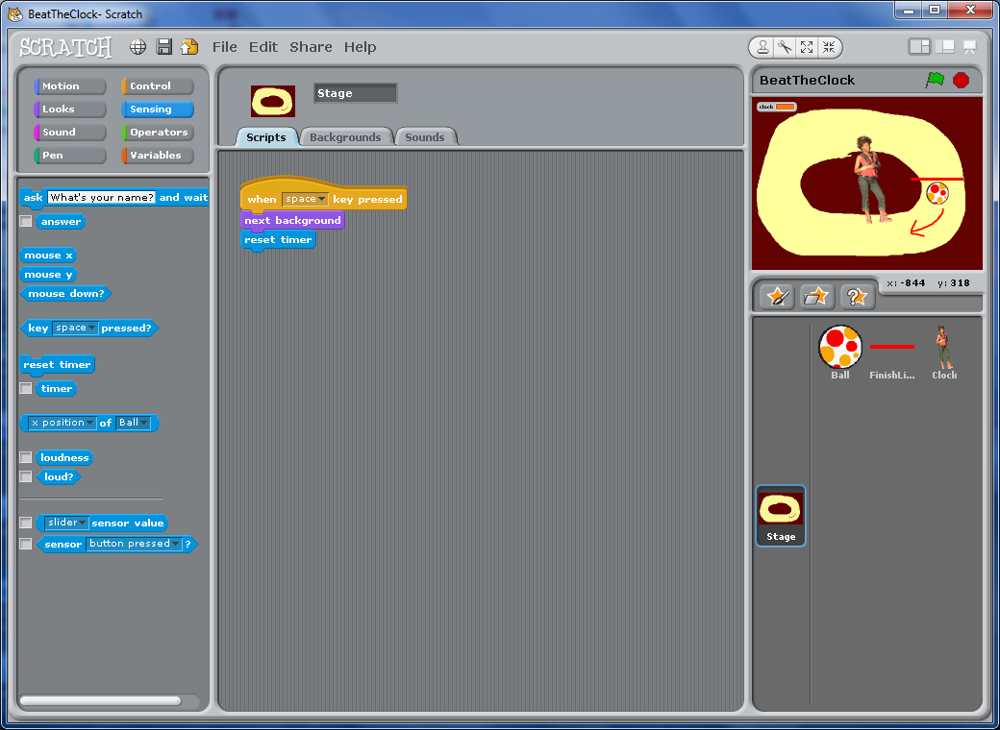 BeatTheClock- Scratch
SCRATCH File Edit Share Help
Motion Control
Looks Sensing
Sound Operators
Pen Variables
Stage
Scripts Backgrounds Sounds
BeatTheClock
clock
ask What's your name? and wait
answer
mouse x
mouse y
mouse down?
key space pressed?
reset timer
timer
x position of Ball
loudness
loud?
slider sensor value
sensor button pressed ?
when space key pressed
next background
reset timer
x: -844 y: 318
Ball FinishLi... Clock
Stage